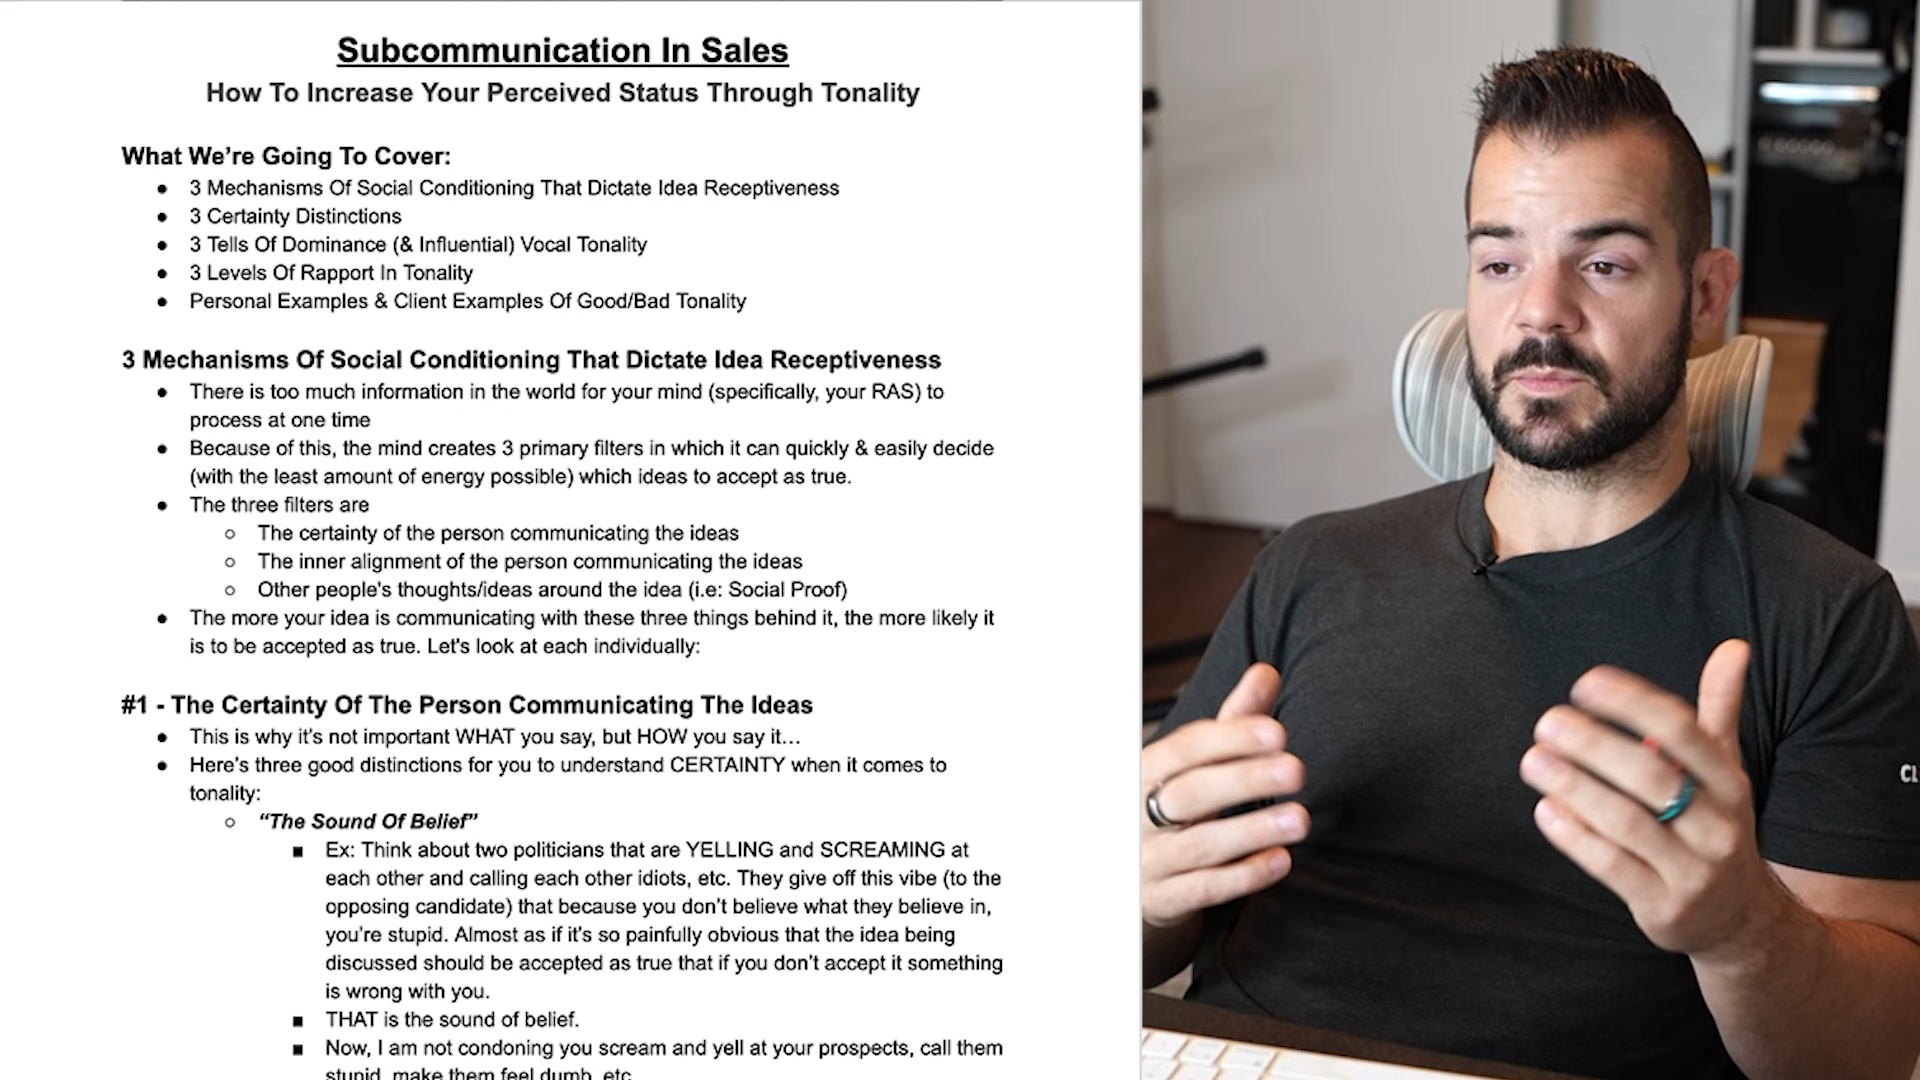 Subcommunication In Sales
How To Increase Your Perceived Status Through Tonality
What We’re Going To Cover:
● 3 Mechanisms Of Social Conditioning That Dictate Idea Receptiveness
● 3 Certainty Distinctions
● 3 Tells Of Dominance (& Influential) Vocal Tonality
● 3 Levels Of Rapport In Tonality
● Personal Examples & Client Examples Of Good/Bad Tonality
3 Mechanisms Of Social Conditioning That Dictate Idea Receptiveness
● There is too much information in the world for your mind (specifically, your RAS) to
process at one time
● Because of this, the mind creates 3 primary filters in which it can quickly & easily decide
(with the least amount of energy possible) which ideas to accept as true.
● The three filters are
○ The certainty of the person communicating the ideas
○ The inner alignment of the person communicating the ideas
○ Other people's thoughts/ideas around the idea (i.e: Social Proof)
● The more your idea is communicating with these three things behind it, the more likely it
is to be accepted as true. Let's look at each individually:
#1 - The Certainty Of The Person Communicating The Ideas
● This is why it’s not important WHAT you say, but HOW you say it…
● Here’s three good distinctions for you to understand CERTAINTY when it comes to
tonality:
○ “The Sound Of Belief”
■ Ex: Think about two politicians that are YELLING and SCREAMING at
each other and calling each other idiots, etc. They give off this vibe (to the
opposing candidate) that because you don’t believe what they believe in,
you’re stupid. Almost as if it's so painfully obvious that the idea being
discussed should be accepted as true that if you don’t accept it something
is wrong with you.
■ THAT is the sound of belief.
■ Now, I am not condoning you scream and yell at your prospects, call them
stupid, make them feel dumb, etc
CL